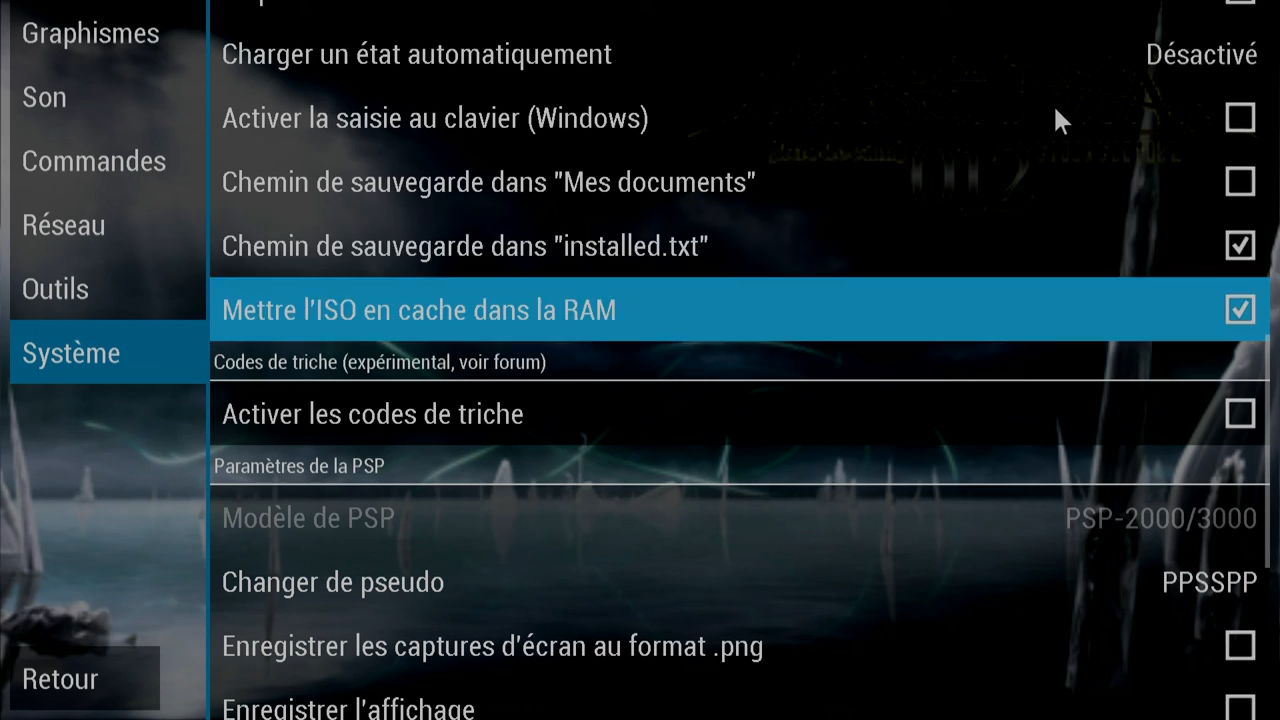 Graphismes
Son
Commandes
Réseau
Outils
Système
Retour
Charger un état automatiquement Désactivé
Activer la saisie au clavier (Windows)
Chemin de sauvegarde dans "Mes documents"
Chemin de sauvegarde dans "installed.txt"
Mettre l'ISO en cache dans la RAM
Codes de triche (expérimental, voir forum)
Activer les codes de triche
Paramètres de la PSP
Modèle de PSP PSP-2000/3000
Changer de pseudo PPSSPP
Enregistrer les captures d'écran au format .png
Enregistrer l'affichage